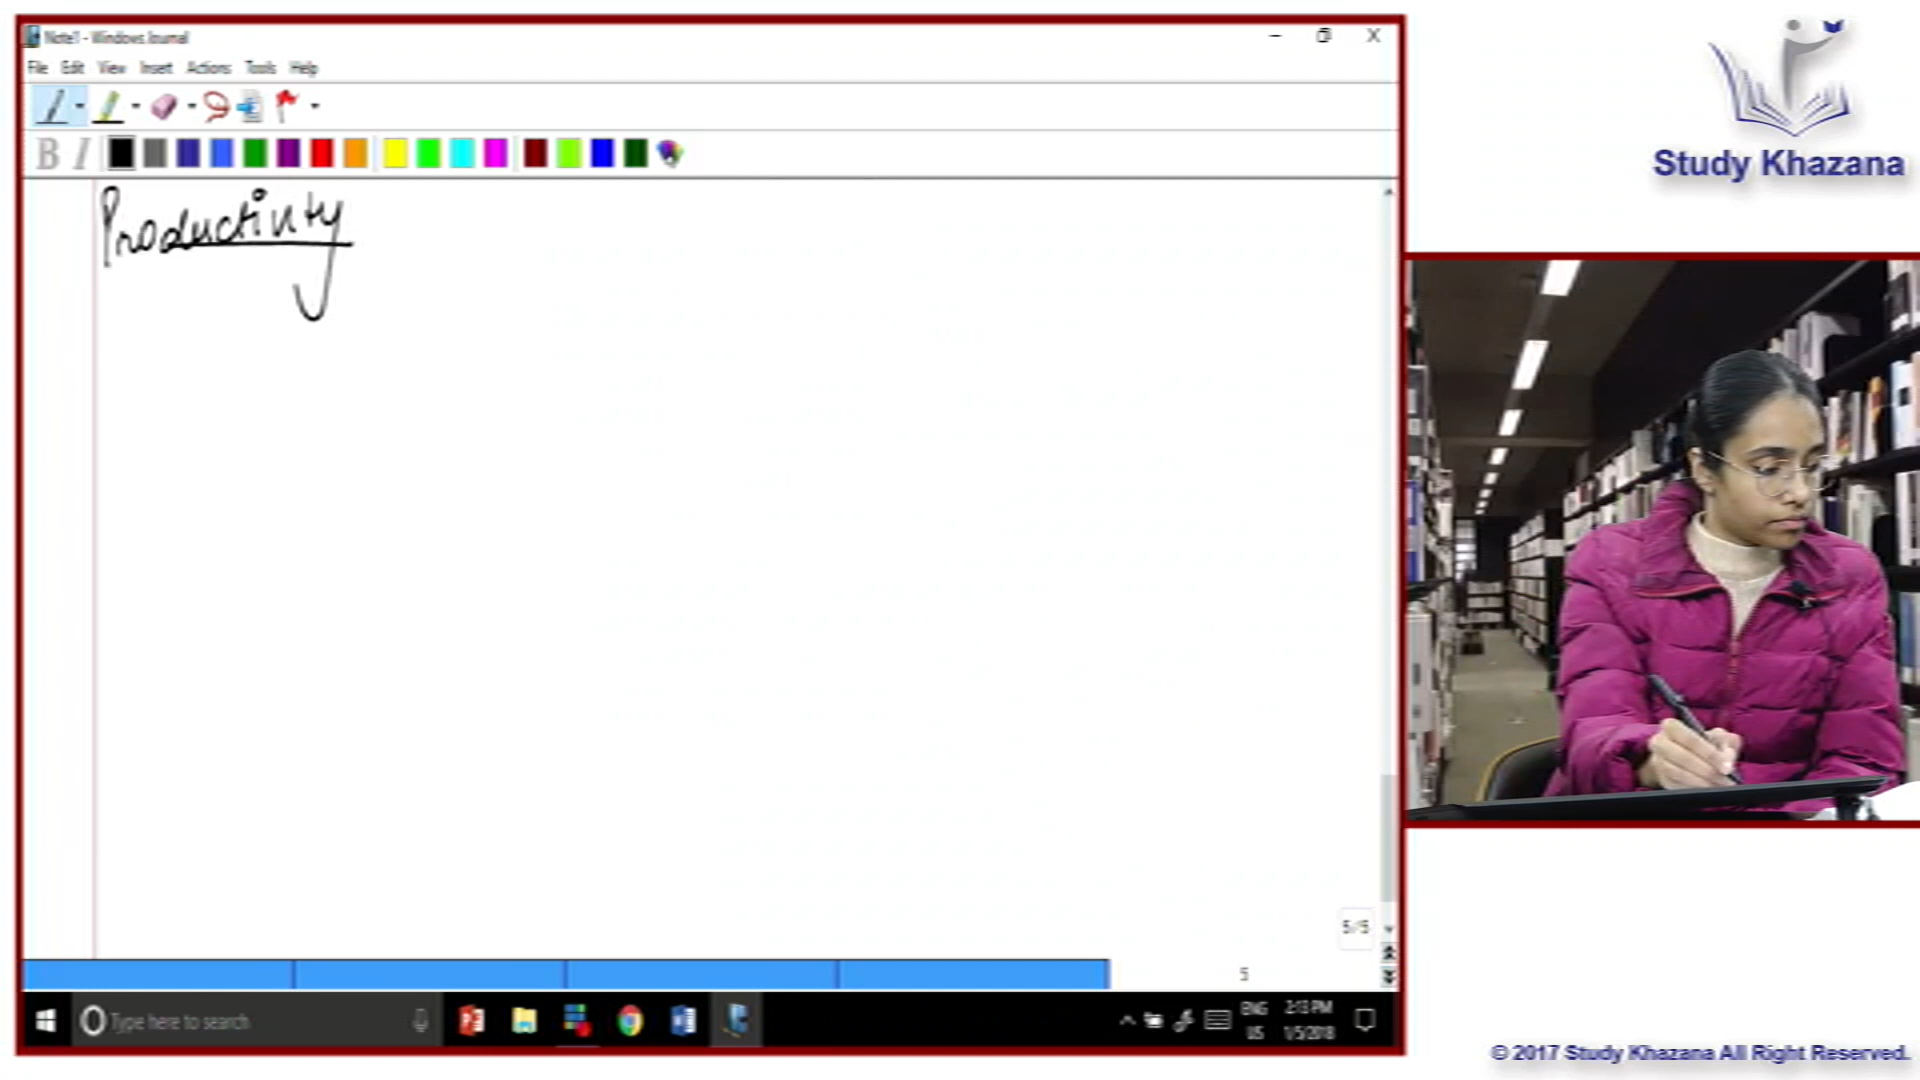 Note1 - Windows Journal
File Edit View Insert Actions Tools Help
B I
Productivity
5/5
5
Type here to search
ENG
US
2:13 PM
1/5/2018
Study Khazana
© 2017 Study Khazana All Right Reserved.